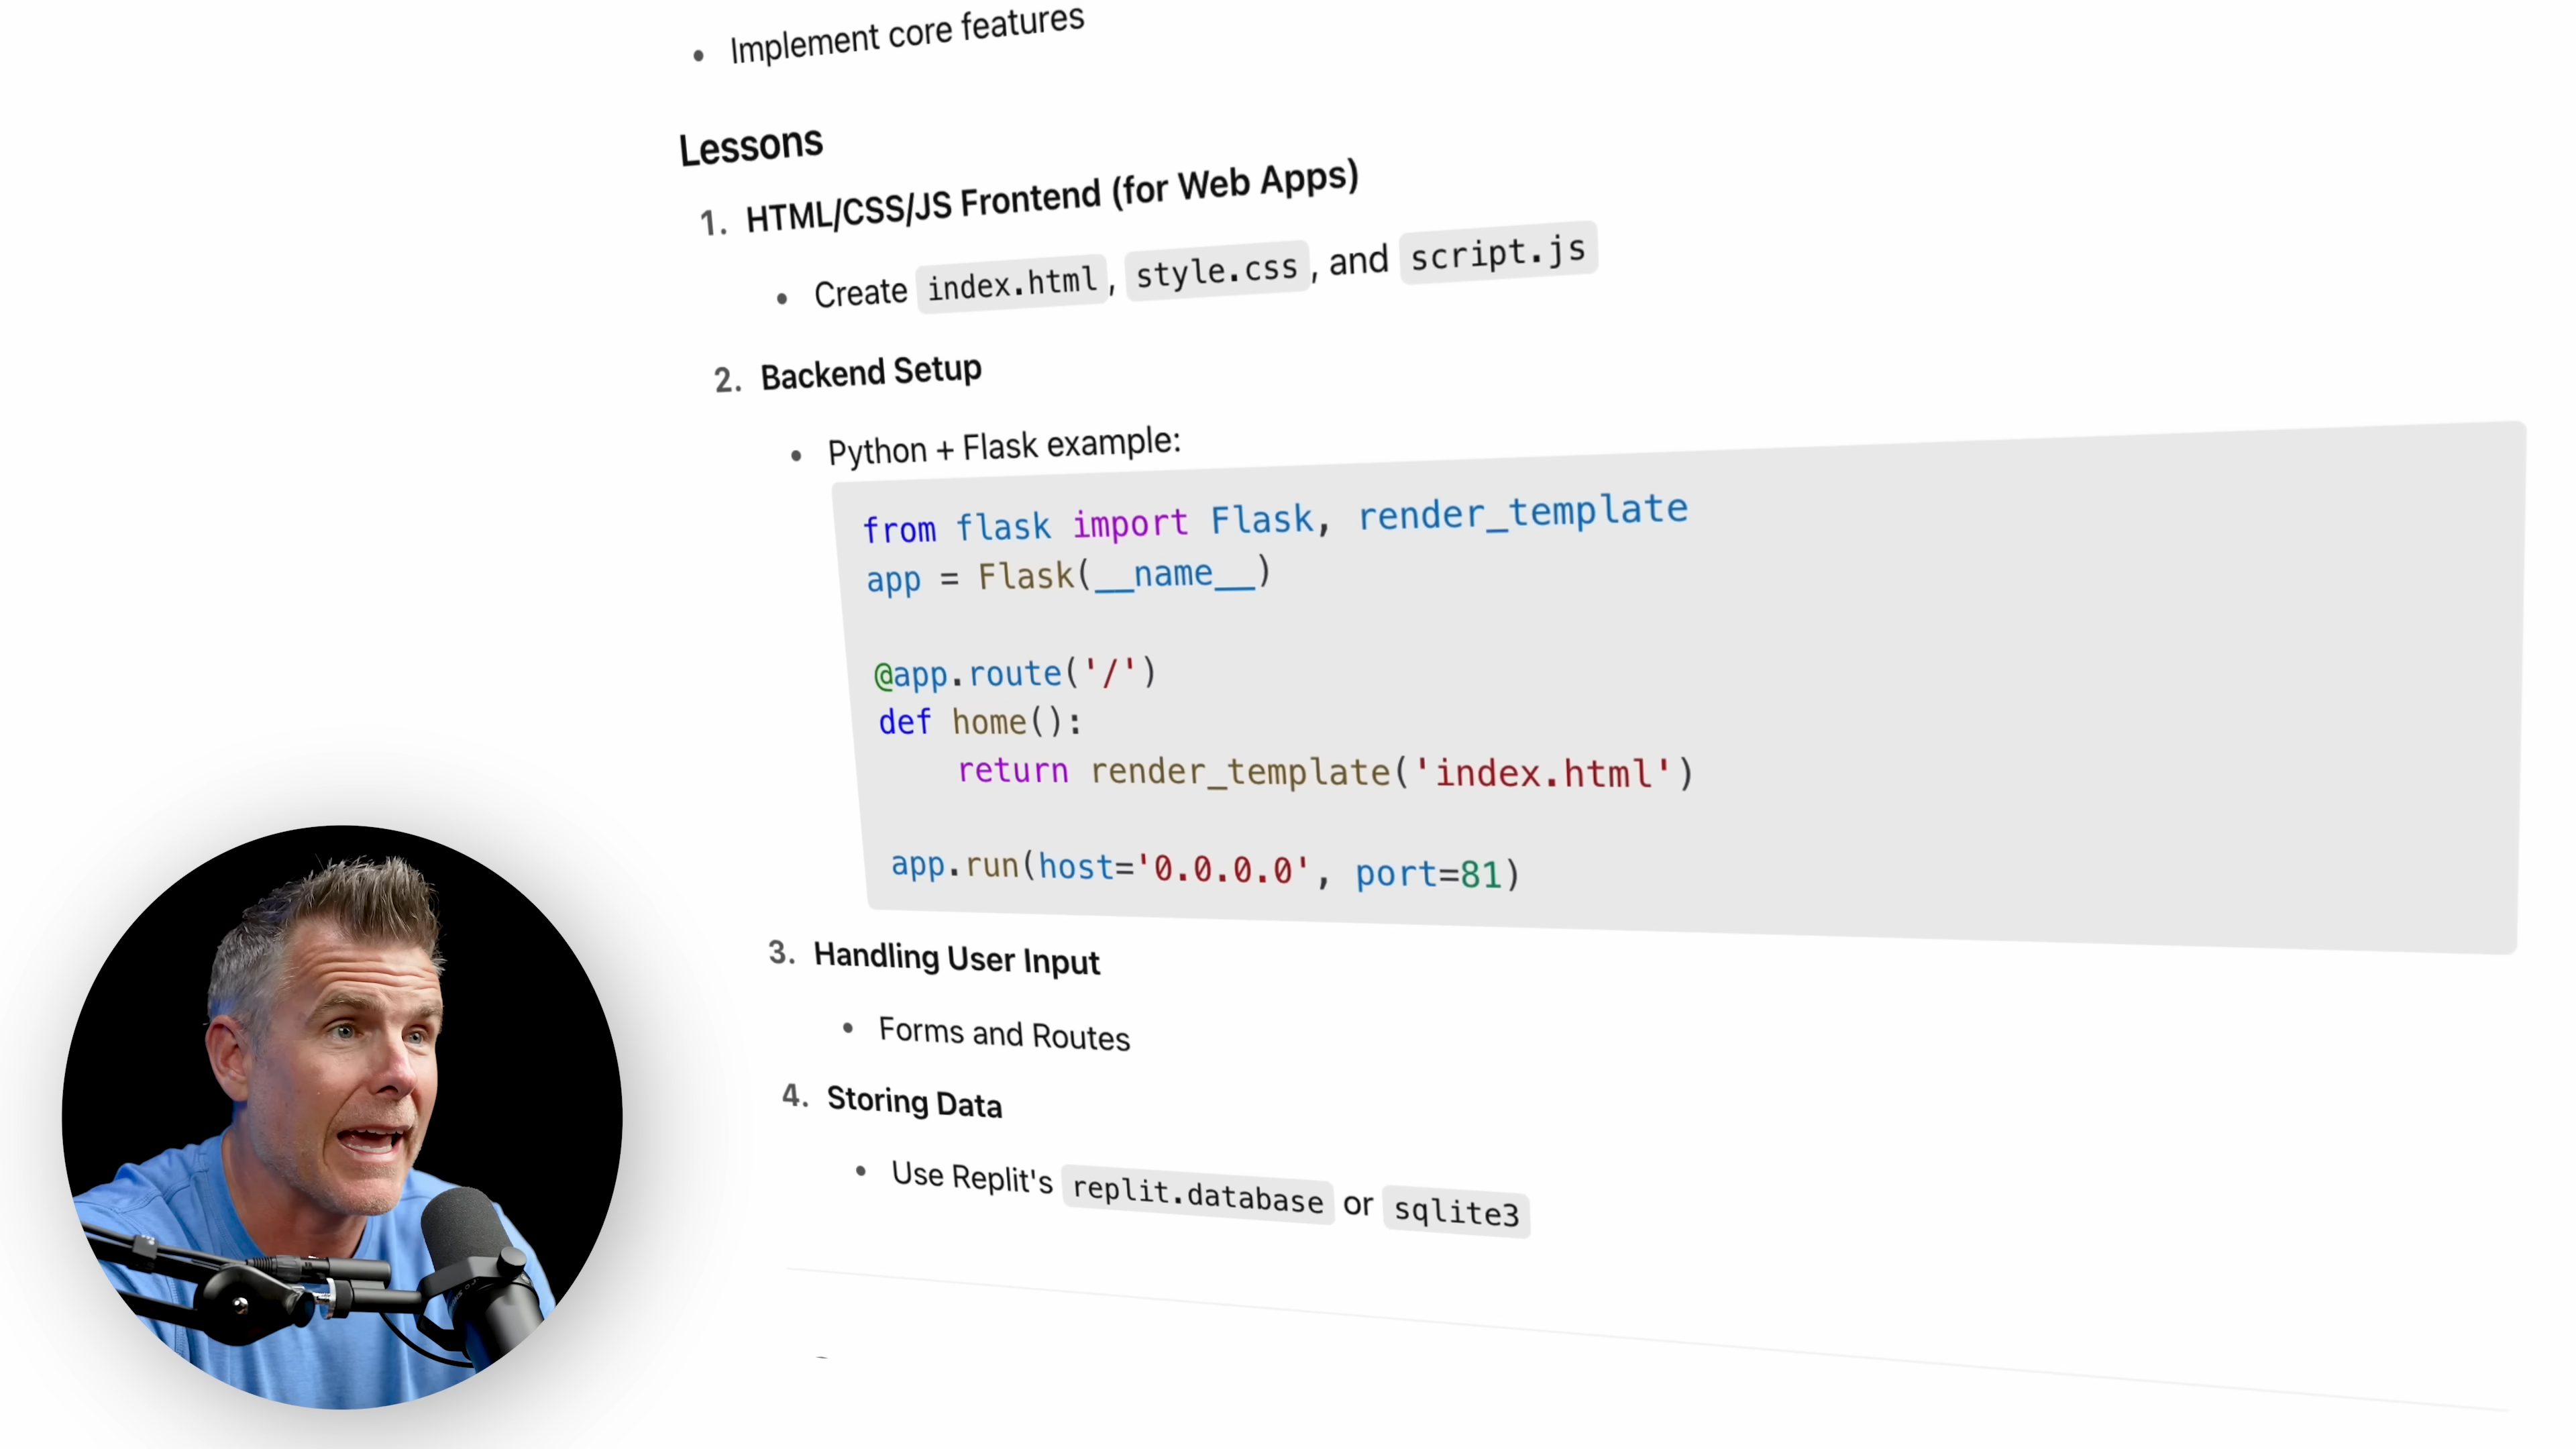 • Implement core features
Lessons
1. HTML/CSS/JS Frontend (for Web Apps)
• Create index.html, style.css, and script.js
2. Backend Setup
• Python + Flask example:
from flask import Flask, render_template
app = Flask(__name__)
@app.route('/')
def home():
    return render_template('index.html')
app.run(host='0.0.0.0', port=81)
3. Handling User Input
• Forms and Routes
4. Storing Data
• Use Replit's replit.database or sqlite3